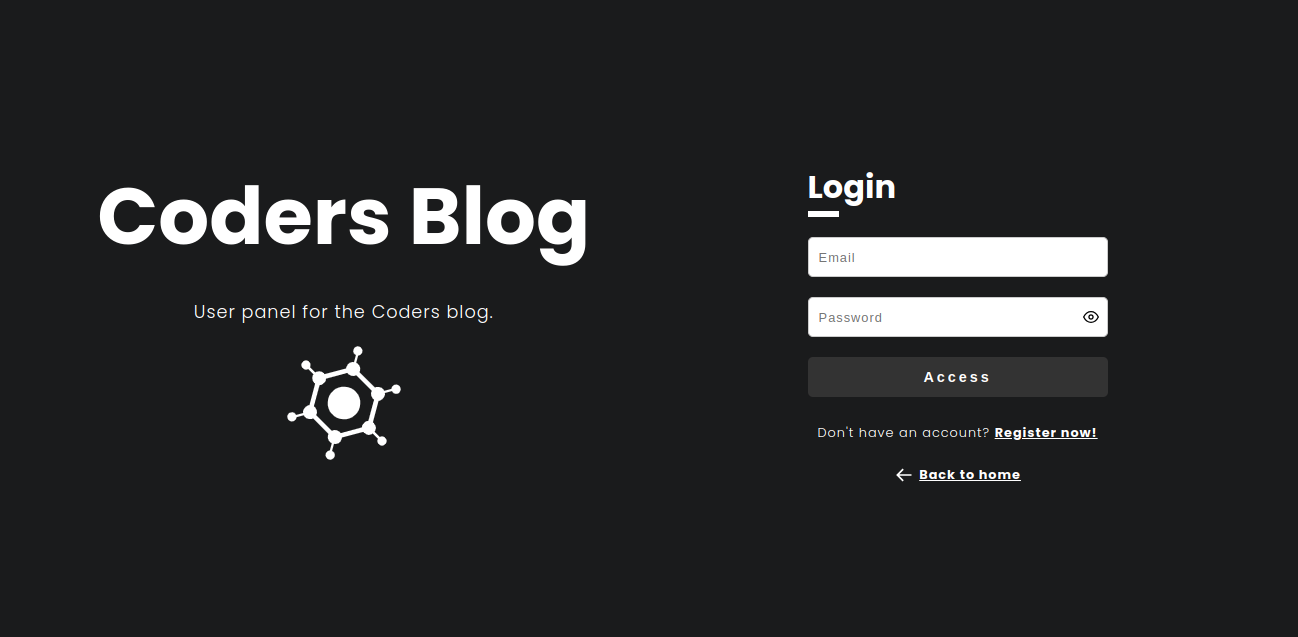 Coders Blog
User panel for the Coders blog.
Login
Email
Password
Access
Don't have an account? Register now!
Back to home